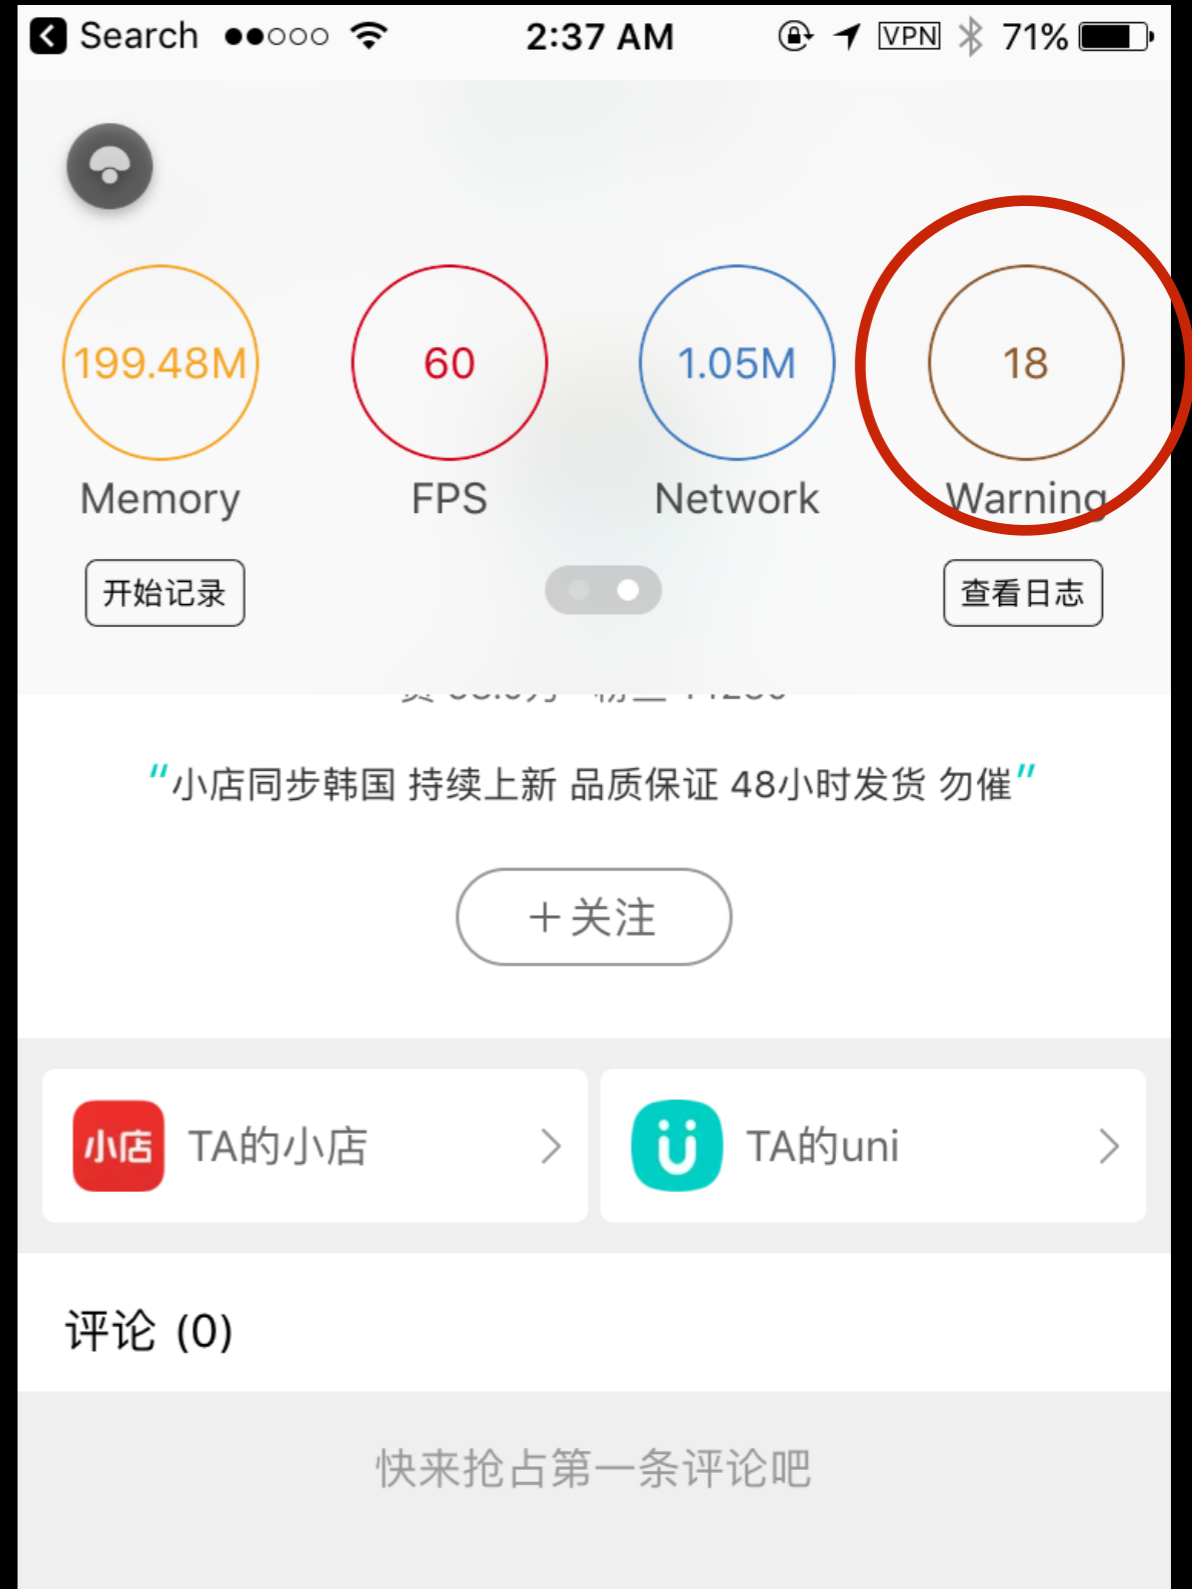 Search 2:37 AM VPN 71%
199.48M 60 1.05M 18
Memory FPS Network Warning
开始记录 查看日志
"小店同步韩国 持续上新 品质保证 48小时发货 勿催"
+关注
小店 TA的小店 Ü TA的uni
评论 (0)
快来抢占第一条评论吧